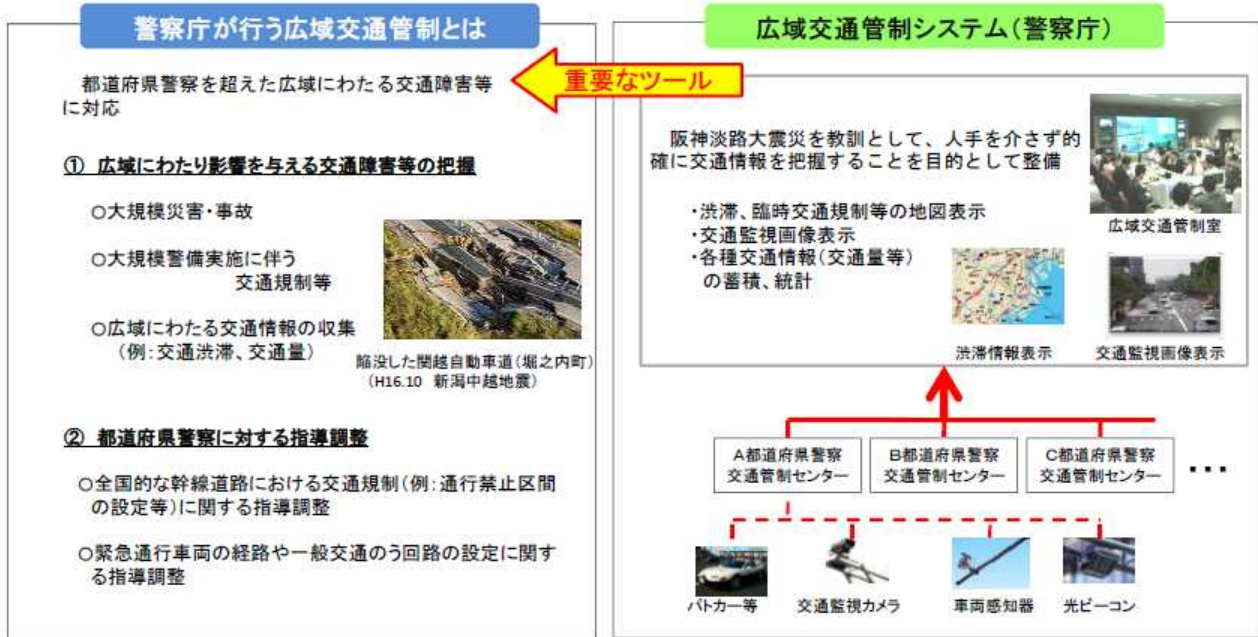 警察庁が行う広域交通管制とは
都道府県警察を超えた広域にわたる交通障害等
に対応
① 広域にわたり影響を与える交通障害等の把握
○大規模災害・事故
○大規模警備実施に伴う
交通規制等
○広域にわたる交通情報の収集
(例:交通渋滞、交通量)
陥没した関越自動車道(堀之内町)
(H16.10 新潟中越地震)
② 都道府県警察に対する指導調整
○全国的な幹線道路における交通規制(例:通行禁止区間
の設定等)に関する指導調整
○緊急通行車両の経路や一般交通のう回路の設定に関す
る指導調整
重要なツール
広域交通管制システム(警察庁)
阪神淡路大震災を教訓として、人手を介さず的
確に交通情報を把握することを目的として整備
・渋滞、臨時交通規制等の地図表示
・交通監視画像表示
・各種交通情報(交通量等)
の蓄積、統計
広域交通管制室
渋滞情報表示
交通監視画像表示
A都道府県警察
交通管制センター
B都道府県警察
交通管制センター
C都道府県警察
交通管制センター
・・・
パトカー等
交通監視カメラ
車両感知器
光ビーコン